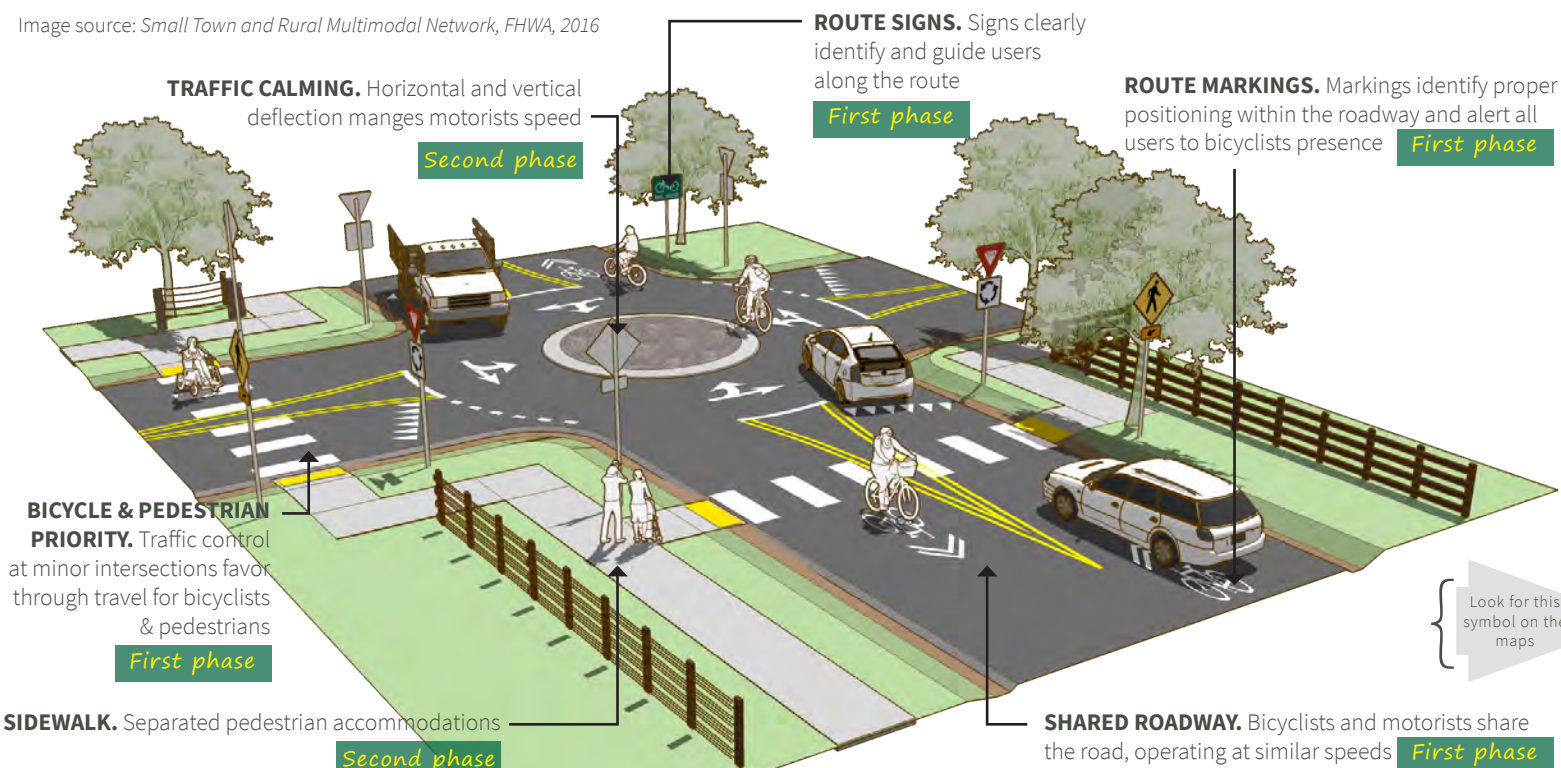 Image source: Small Town and Rural Multimodal Network, FHWA, 2016
ROUTE SIGNS. Signs clearly
identify and guide users
along the route
First phase
TRAFFIC CALMING. Horizontal and vertical
deflection manges motorists speed
Second phase
ROUTE MARKINGS. Markings identify proper
positioning within the roadway and alert all
users to bicyclists presence First phase
BICYCLE & PEDESTRIAN
PRIORITY. Traffic control
at minor intersections favor
through travel for bicyclists
& pedestrians
First phase
Look for this
symbol on the
maps
SIDEWALK. Separated pedestrian accommodations
Second phase
SHARED ROADWAY. Bicyclists and motorists share
the road, operating at similar speeds First phase